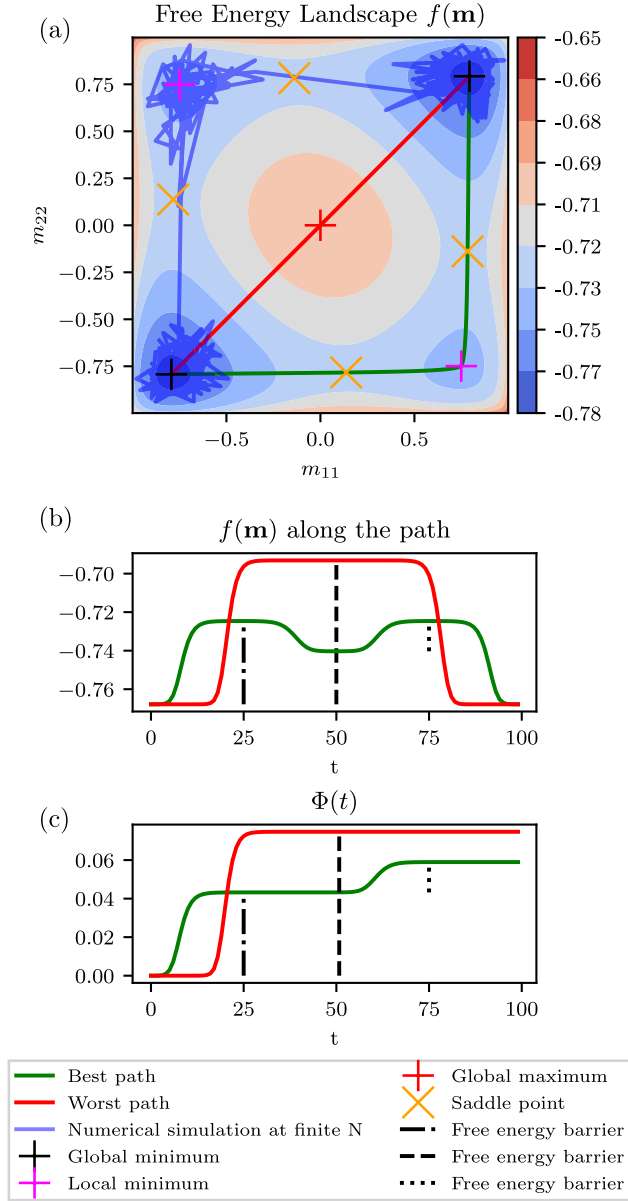 Free Energy Landscape f(m)
(a)
0.75
0.50
0.25
0.00
−0.25
−0.50
−0.75
m22
−0.5
0.0
0.5
m11
-0.65
-0.66
-0.68
-0.69
-0.71
-0.72
-0.74
-0.75
-0.77
-0.78
(b)
f(m) along the path
−0.70
−0.72
−0.74
−0.76
0
25
50
75
100
t
(c)
Φ(t)
0.06
0.04
0.02
0.00
0
25
50
75
100
t
Best path
Worst path
Numerical simulation at finite N
Global minimum
Local minimum
Global maximum
Saddle point
Free energy barrier
Free energy barrier
Free energy barrier